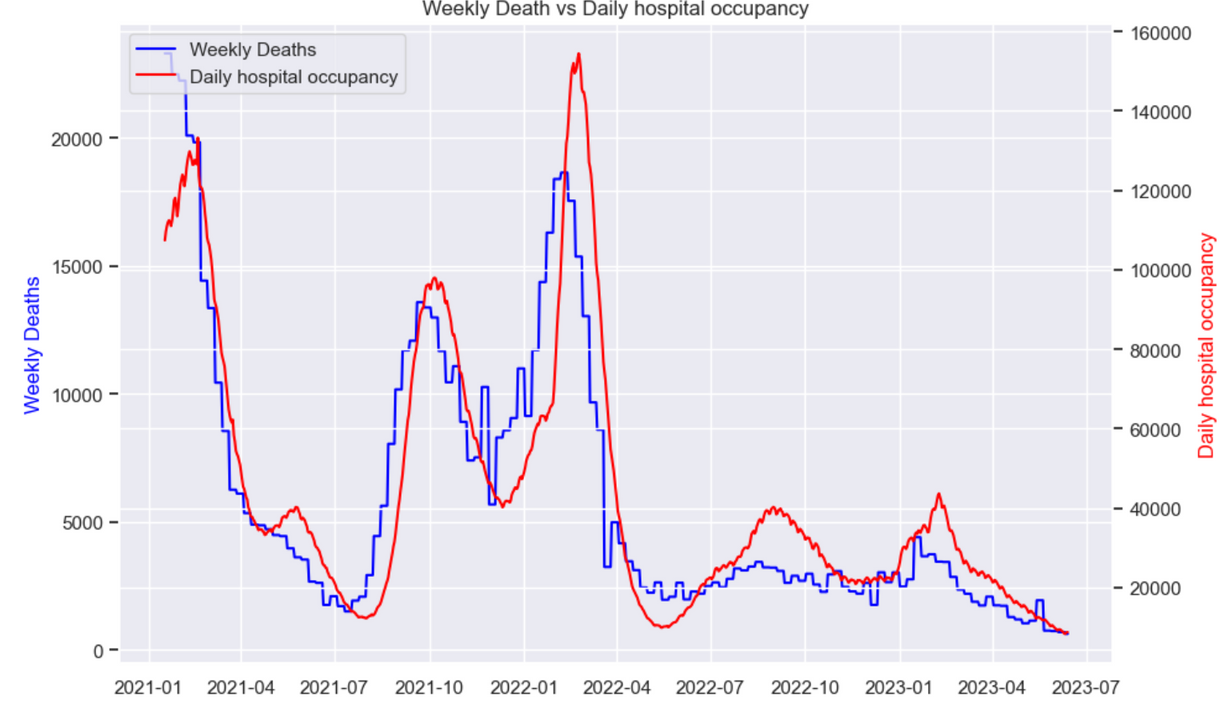 Weekly Death vs Daily hospital occupancy
Weekly Deaths
Daily hospital occupancy
Weekly Deaths
20000
15000
10000
5000
0
160000
140000
120000
100000
80000
60000
40000
20000
Daily hospital occupancy
2021-01 2021-04 2021-07 2021-10 2022-01 2022-04 2022-07 2022-10 2023-01 2023-04 2023-07